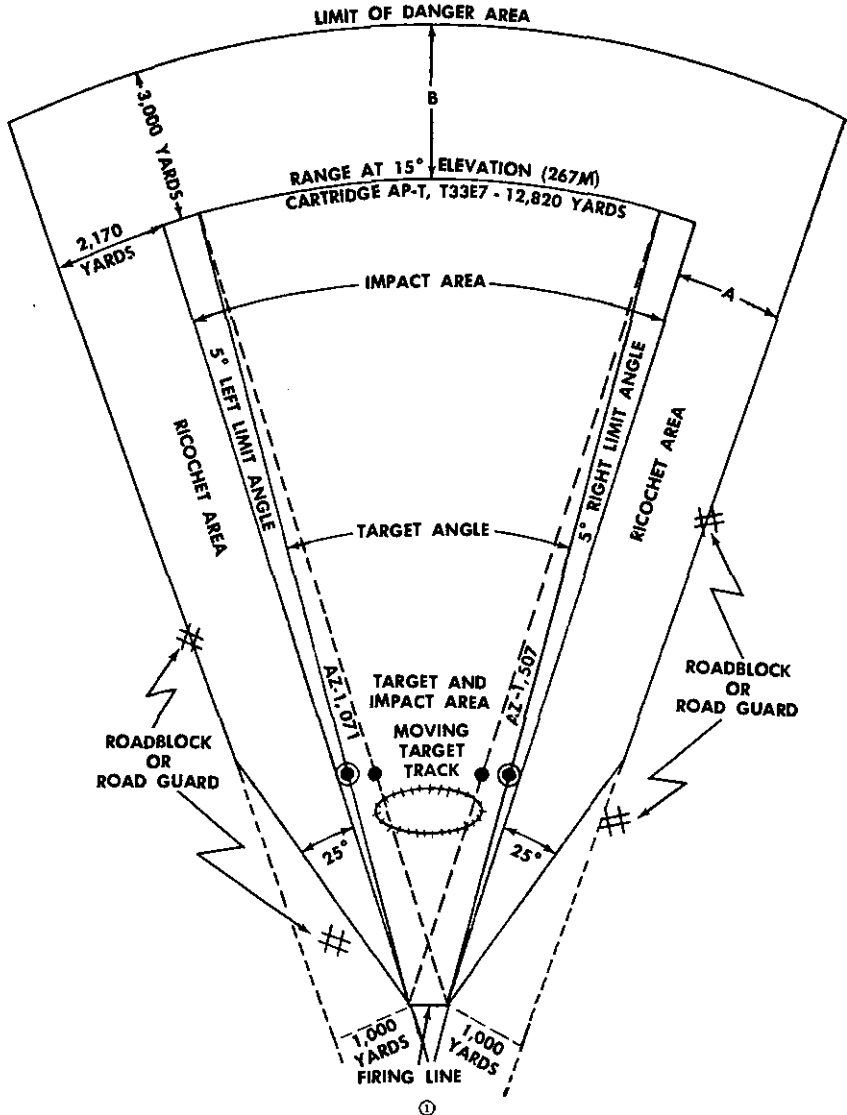 LIMIT OF DANGER AREA
B
3,000 YARDS
RANGE AT 15° ELEVATION (267M)
CARTRIDGE AP-T, T33E7 - 12,820 YARDS
2,170
YARDS
IMPACT AREA
A
5° LEFT LIMIT ANGLE
5° RIGHT LIMIT ANGLE
RICOCHET AREA
RICOCHET AREA
TARGET ANGLE
AZ-1,071
AZ-1,507
TARGET AND
IMPACT AREA
MOVING
TARGET
TRACK
ROADBLOCK
OR
ROAD GUARD
ROADBLOCK
OR
ROAD GUARD
25°
25°
1,000
YARDS
1,000
YARDS
FIRING LINE
①